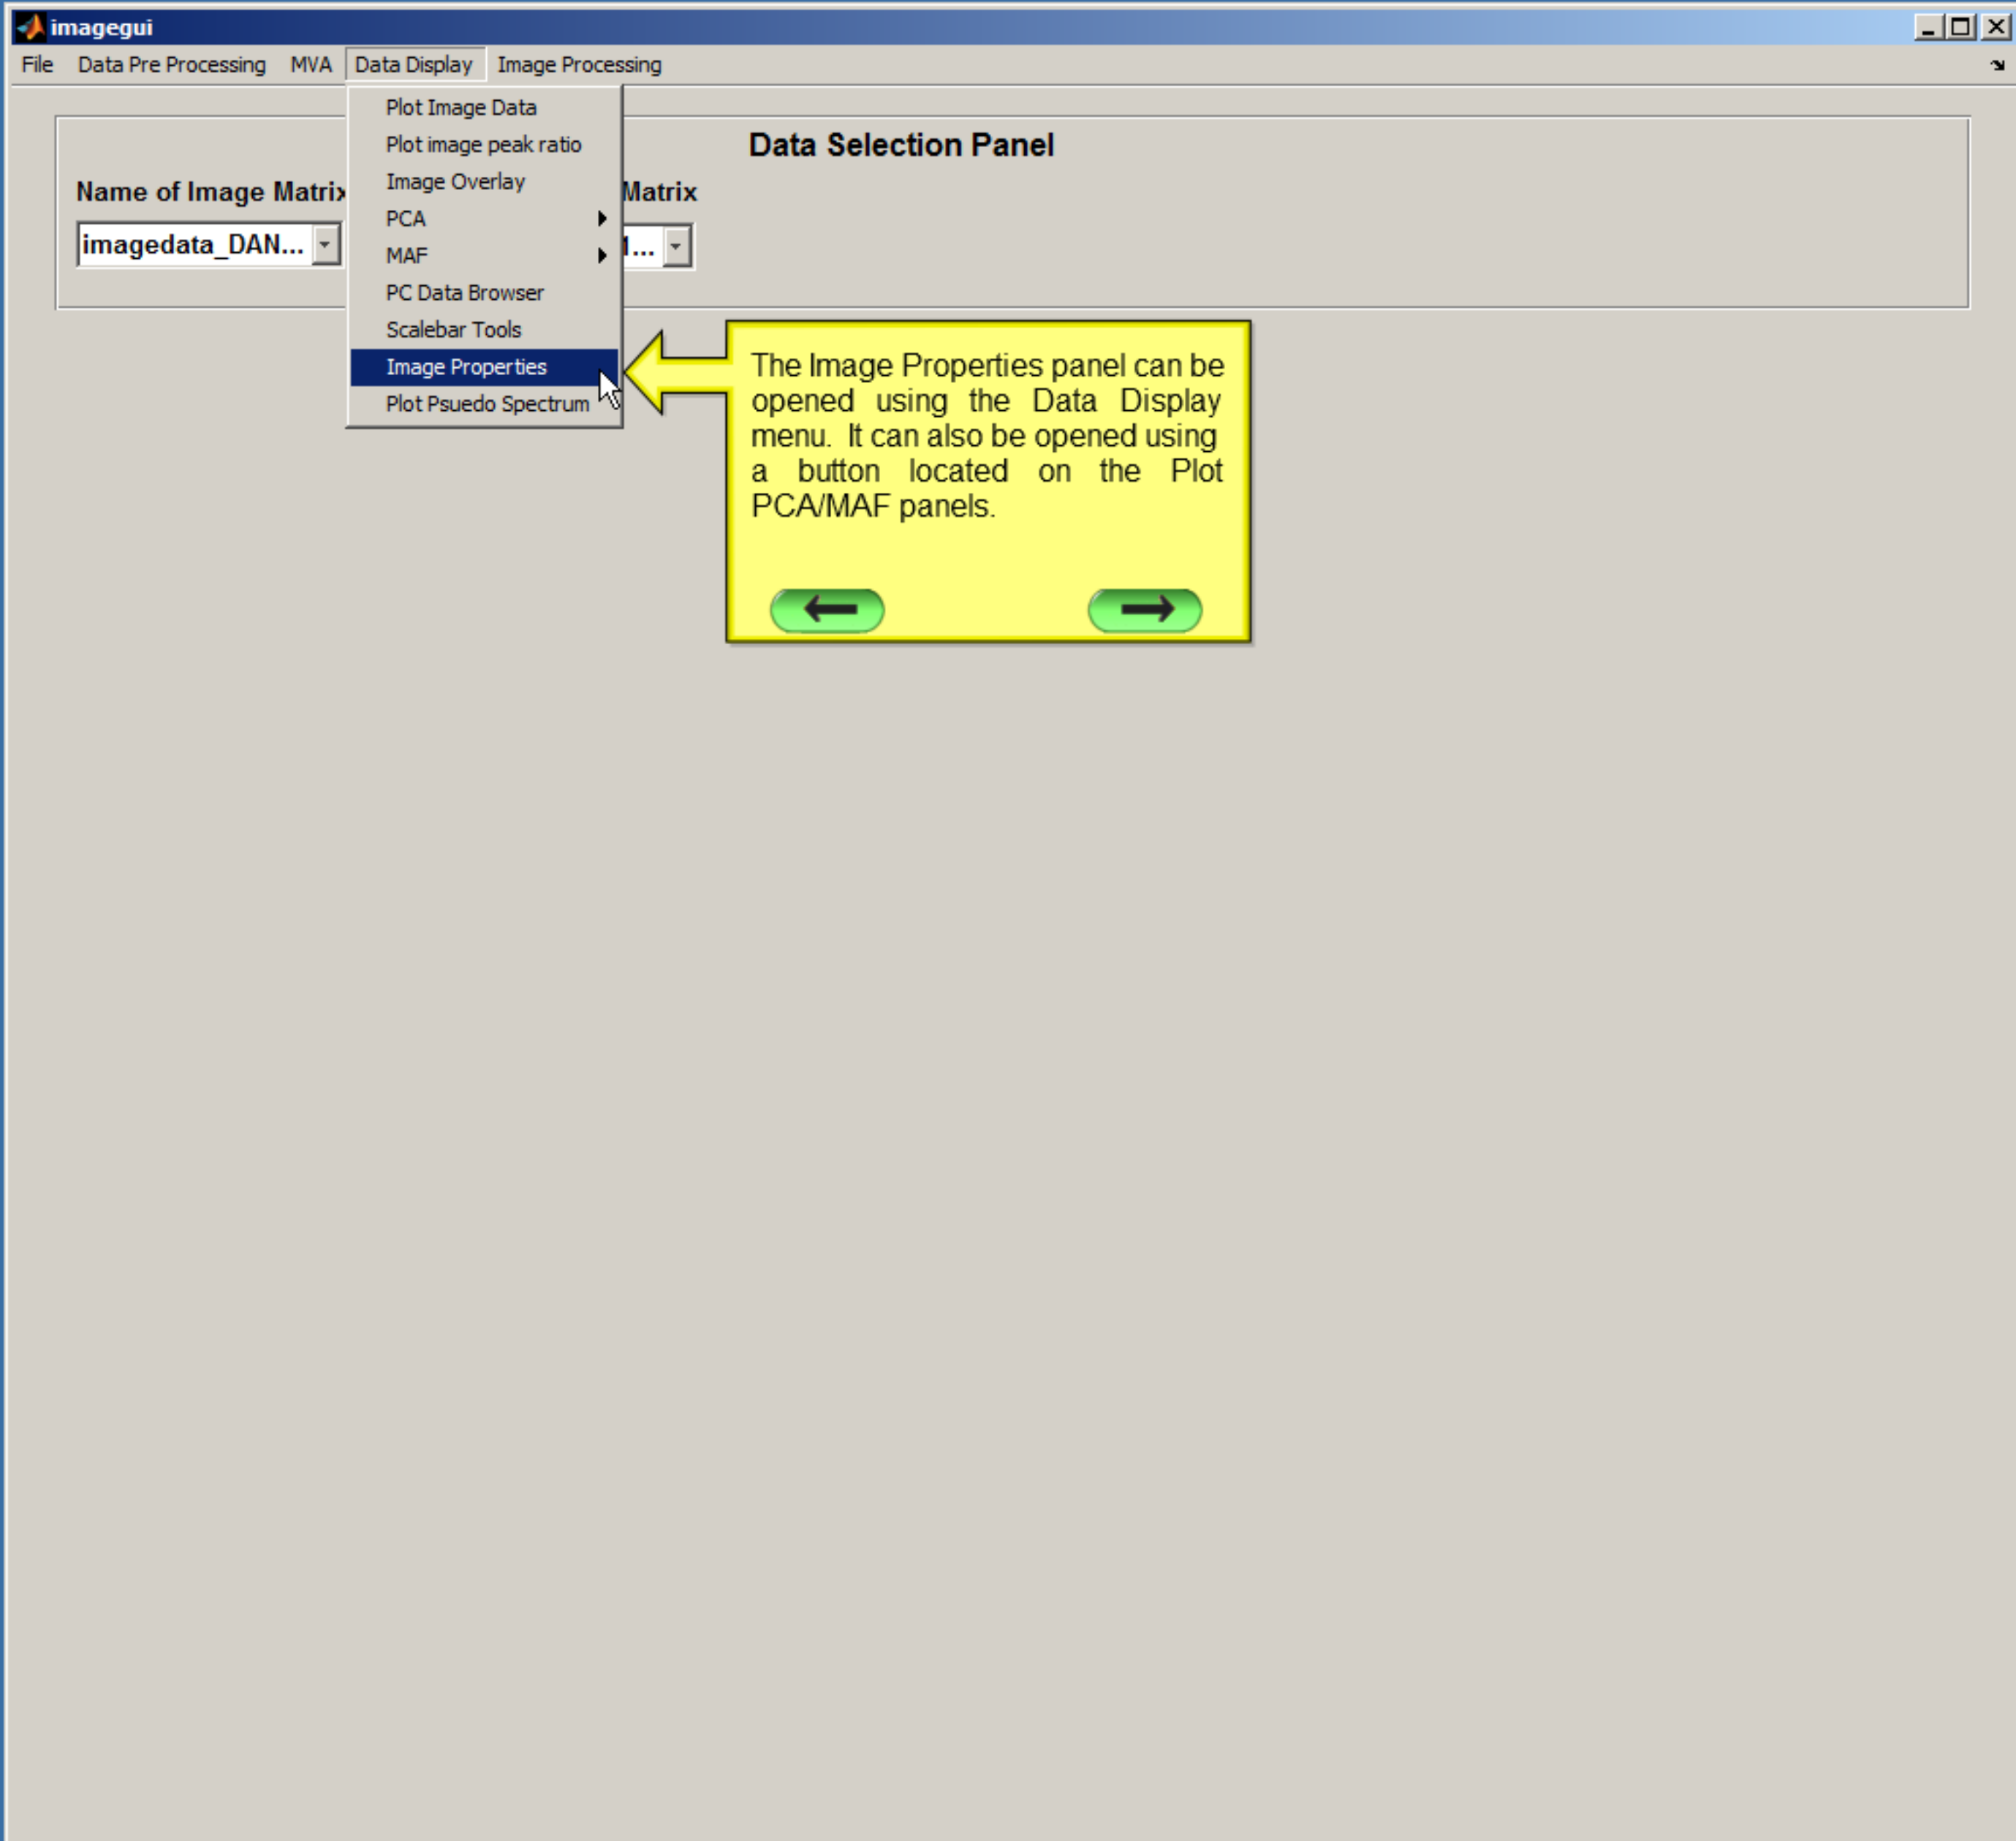 imagegui
File Data Pre Processing MVA Data Display Image Processing
Plot Image Data
Plot image peak ratio
Image Overlay
PCA
MAF
PC Data Browser
Scalebar Tools
Image Properties
Plot Psuedo Spectrum
Data Selection Panel
Name of Image Matrix
Matrix
imagedata_DAN...
1...
The Image Properties panel can be
opened using the Data Display
menu. It can also be opened using
a button located on the Plot
PCA/MAF panels.